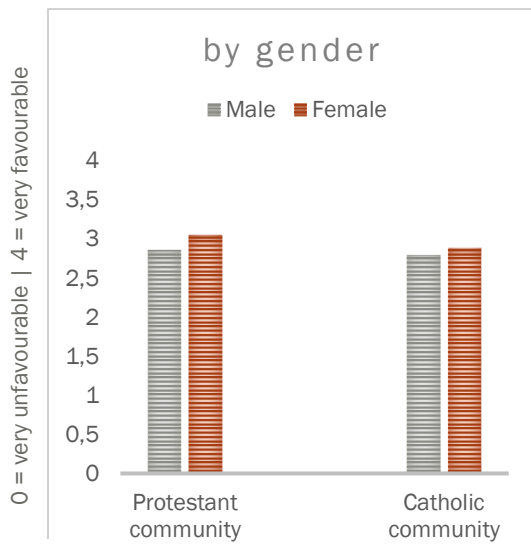 by gender
Male Female
0 = very unfavourable | 4 = very favourable
4
3,5
3
2,5
2
1,5
1
0,5
0
Protestant
community
Catholic
community